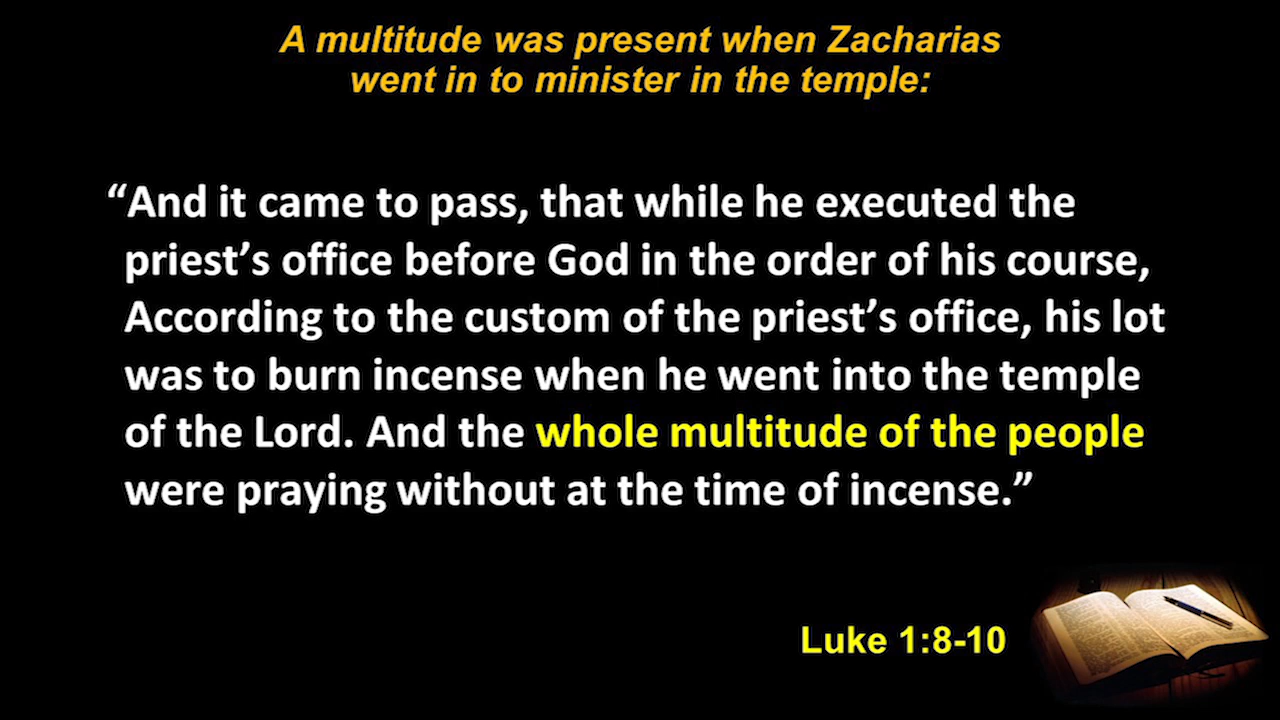 A multitude was present when Zacharias
went in to minister in the temple:
“And it came to pass, that while he executed the
priest’s office before God in the order of his course,
According to the custom of the priest’s office, his lot
was to burn incense when he went into the temple
of the Lord. And the whole multitude of the people
were praying without at the time of incense.”
Luke 1:8-10